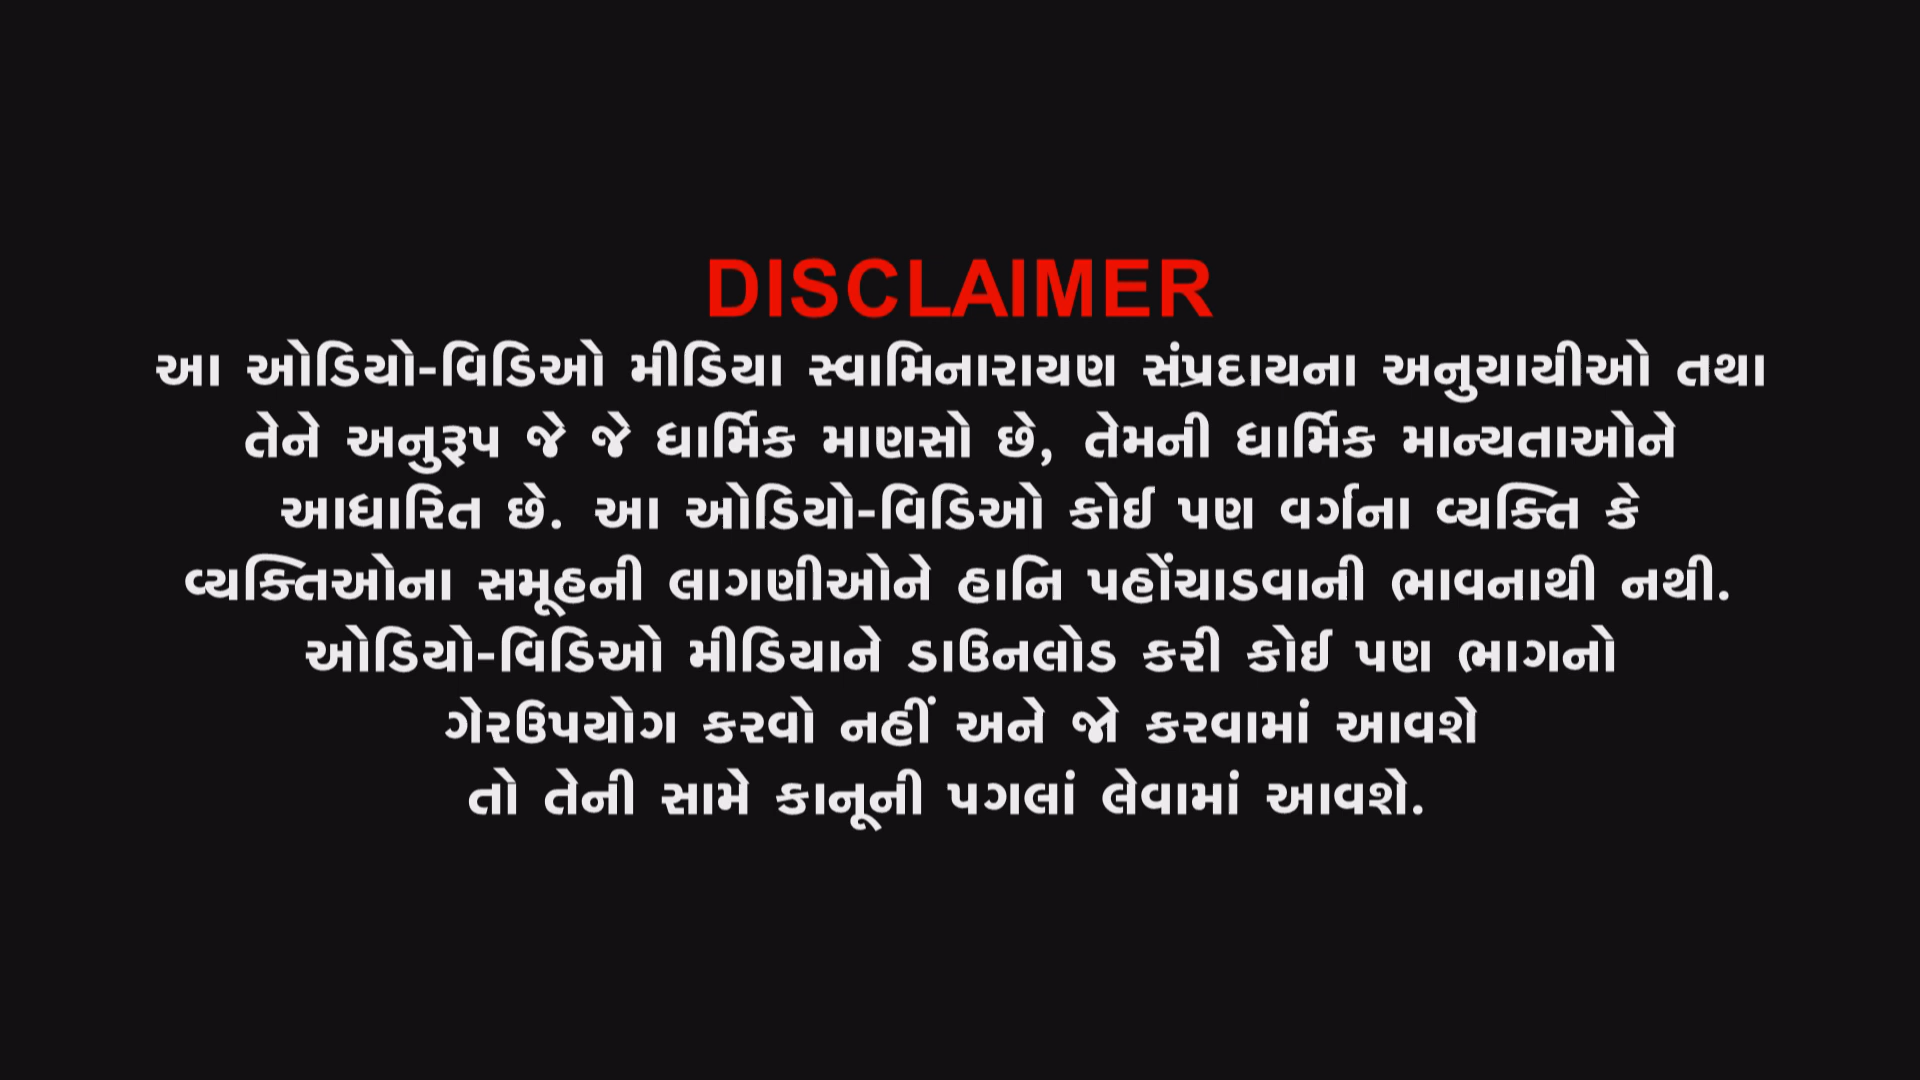 DISCLAIMER
આ ઓડિયો-વિડિઓ મીડિયા સ્વામિનારાયણ સંપ્રદાયના અનુયાયીઓ તથા
તેને અનુરૂપ જે જે ધાર્મિક માણસો છે, તેમની ધાર્મિક માન્યતાઓને
આધારિત છે. આ ઓડિયો-વિડિઓ કોઈ પણ વર્ગના વ્યક્તિ કે
વ્યક્તિઓના સમૂહની લાગણીઓને હાનિ પહોંચાડવાની ભાવનાથી નથી.
ઓડિયો-વિડિઓ મીડિયાને ડાઉનલોડ કરી કોઈ પણ ભાગનો
ગેરઉપયોગ કરવો નહીં અને જો કરવામાં આવશે
તો તેની સામે કાનૂની પગલાં લેવામાં આવશે.